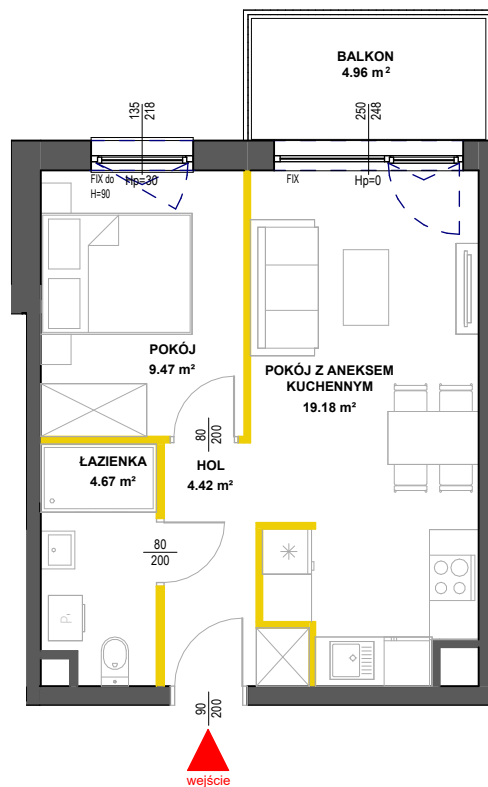 BALKON
4.96 m²
135
218
250
248
FIX do
H=90
Hp=30
FIX
Hp=0
POKÓJ
9.47 m²
POKÓJ Z ANEKSEM
KUCHENNYM
19.18 m²
80
200
HOL
4.42 m²
ŁAZIENKA
4.67 m²
80
200
P.
90
200
wejście